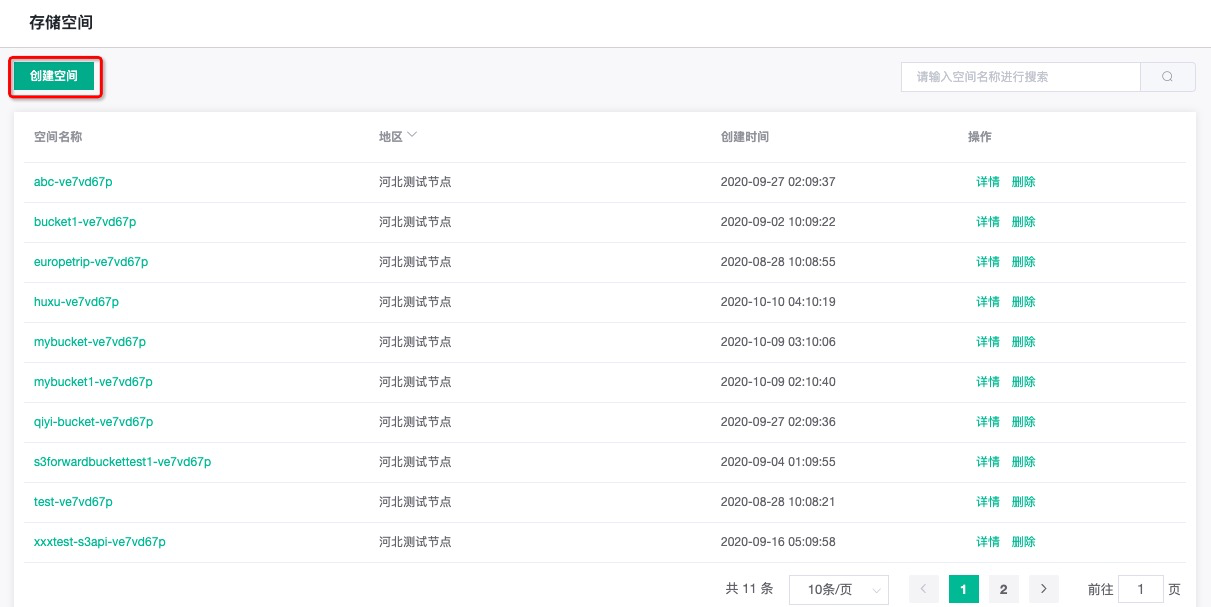 存储空间
创建空间
请输入空间名称进行搜索
空间名称 地区 创建时间 操作
abc-ve7vd67p 河北测试节点 2020-09-27 02:09:37 详情 删除
bucket1-ve7vd67p 河北测试节点 2020-09-02 10:09:22 详情 删除
europetrip-ve7vd67p 河北测试节点 2020-08-28 10:08:55 详情 删除
huxu-ve7vd67p 河北测试节点 2020-10-10 04:10:19 详情 删除
mybucket-ve7vd67p 河北测试节点 2020-10-09 03:10:06 详情 删除
mybucket1-ve7vd67p 河北测试节点 2020-10-09 02:10:40 详情 删除
qiyi-bucket-ve7vd67p 河北测试节点 2020-09-27 02:09:36 详情 删除
s3forwardbuckettest1-ve7vd67p 河北测试节点 2020-09-04 01:09:55 详情 删除
test-ve7vd67p 河北测试节点 2020-08-28 10:08:21 详情 删除
xxxtest-s3api-ve7vd67p 河北测试节点 2020-09-16 05:09:58 详情 删除
共 11 条 10条/页 1 2 前往 1 页